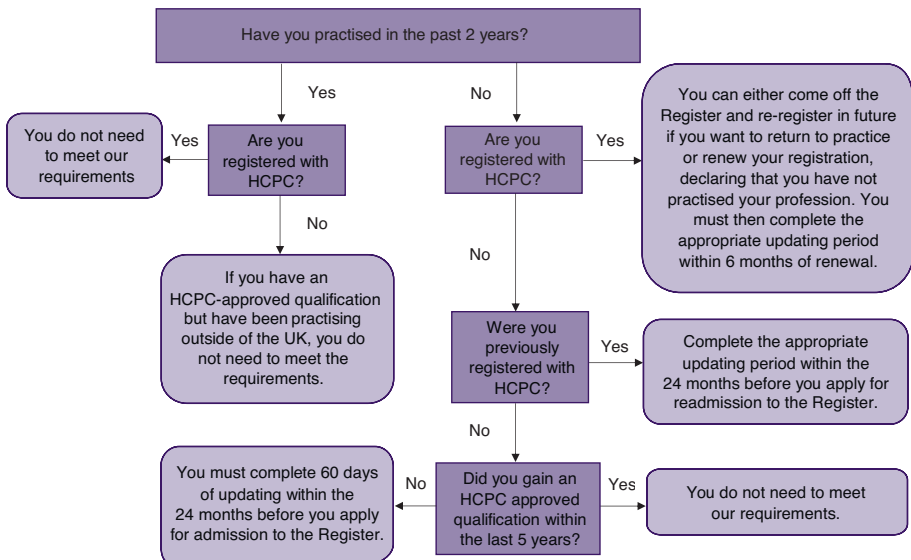 Have you practised in the past 2 years?
Yes
No
Are you
registered with
HCPC?
Yes
You do not need
to meet our
requirements
No
If you have an
HCPC-approved qualification
but have been practising
outside of the UK, you do
not need to meet the
requirements.
Are you
registered with
HCPC?
Yes
You can either come off the
Register and re-register in future
if you want to return to practice
or renew your registration,
declaring that you have not
practised your profession. You
must then complete the
appropriate updating period
within 6 months of renewal.
No
Were you
previously
registered with
HCPC?
Yes
Complete the appropriate
updating period within the
24 months before you apply for
readmission to the Register.
No
Did you gain an
HCPC approved
qualification within
the last 5 years?
No
You must complete 60 days
of updating within the
24 months before you apply
for admission to the Register.
Yes
You do not need to meet
our requirements.